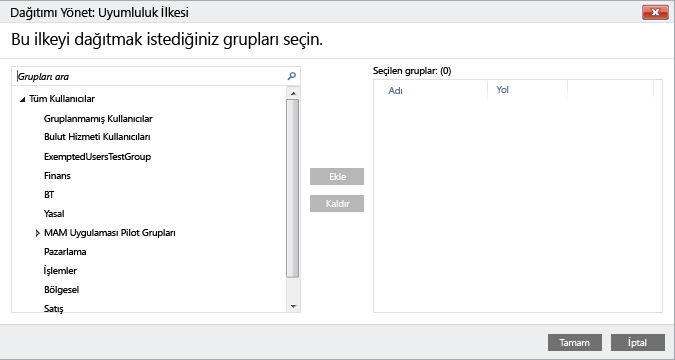 Dağıtımı Yönet: Uyumluluk İlkesi
Bu ilkeyi dağıtmak istediğiniz grupları seçin.
Grupları ara
Tüm Kullanıcılar
Gruplanmamış Kullanıcılar
Bulut Hizmeti Kullanıcıları
ExemptedUsersTestGroup
Finans
BT
Yasal
MAM Uygulaması Pilot Grupları
Pazarlama
İşlemler
Bölgesel
Satış
Ekle
Kaldır
Seçilen gruplar: (0)
Adı Yol
Tamam İptal